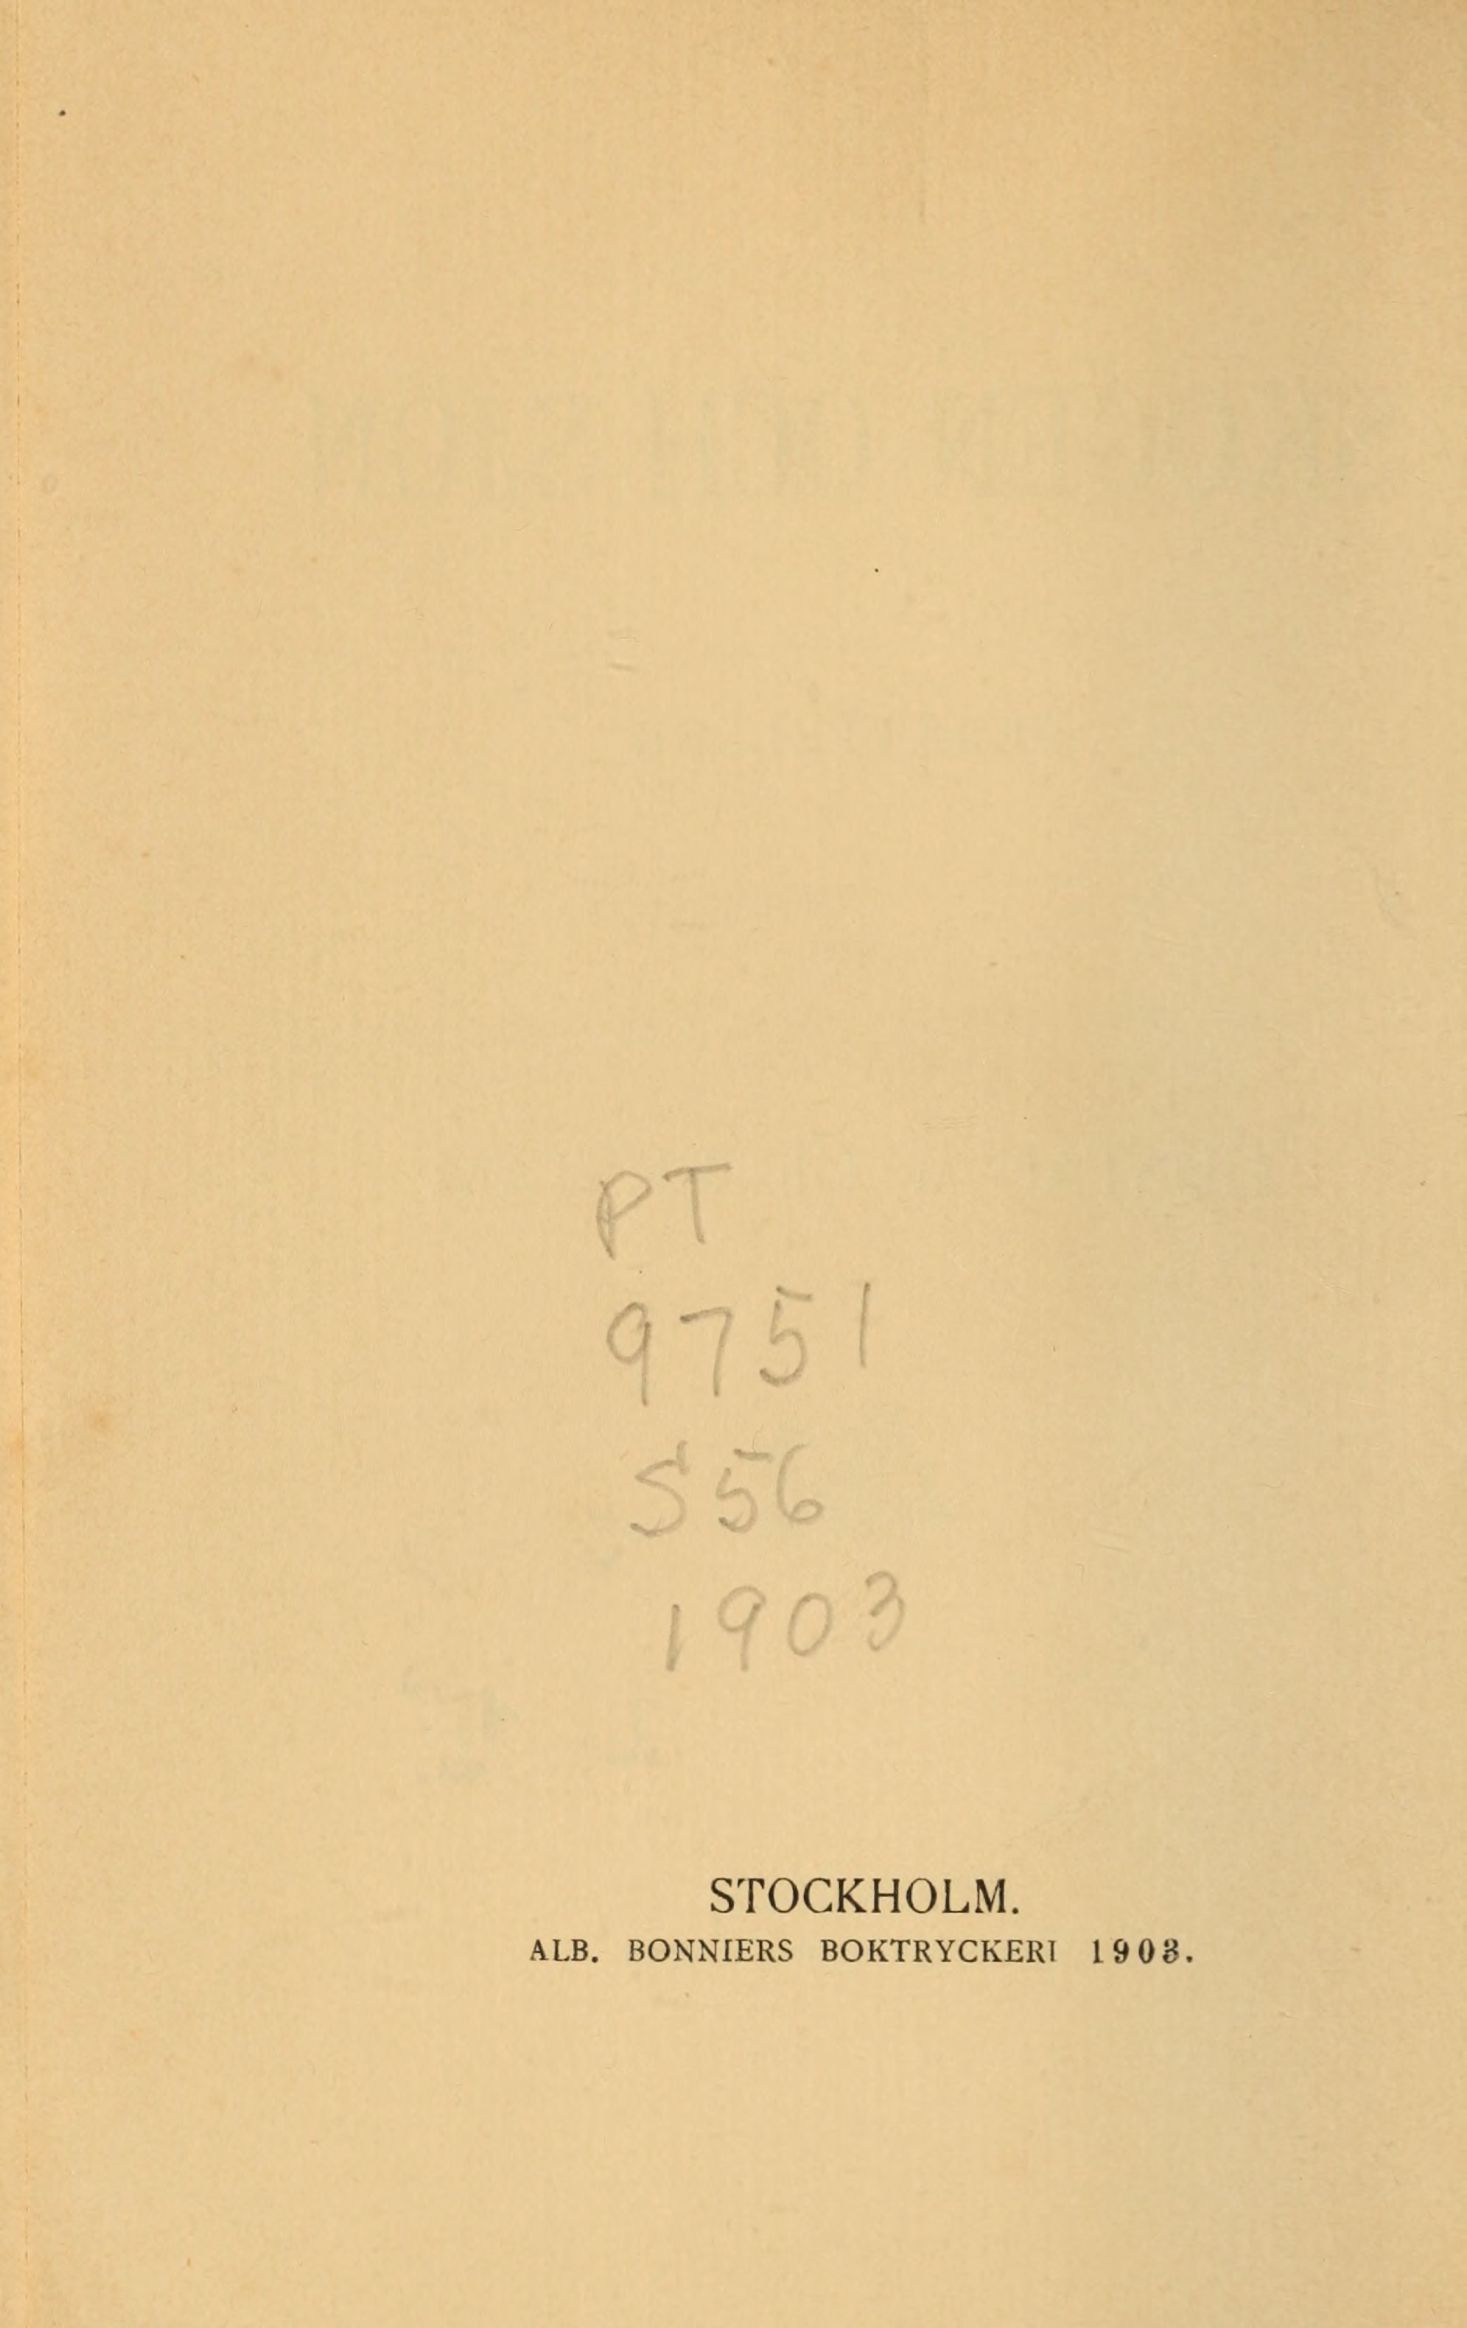 PT
9751
S56
1903
STOCKHOLM.
ALB. BONNIERS BOKTRYCKERI 1903.